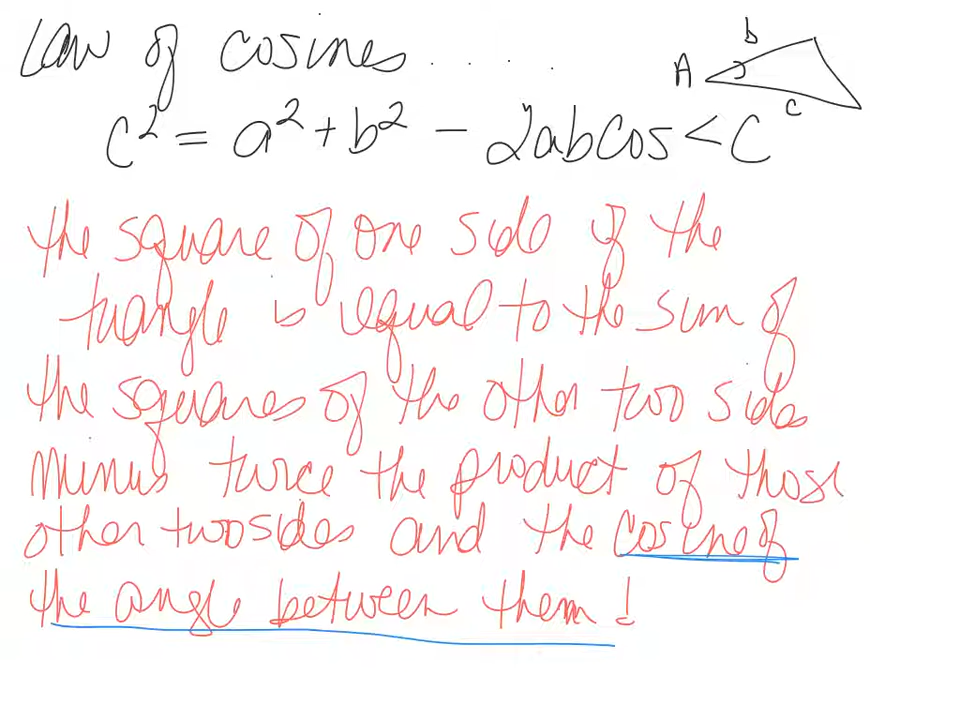 Law of cosines.....
b
A
c
c² = a² + b² - 2ab cos < C
the square of one side of the
triangle is equal to the sum of
the squares of the other two sides
minus twice the product of those
other two sides and the cosine of
the angle between them!